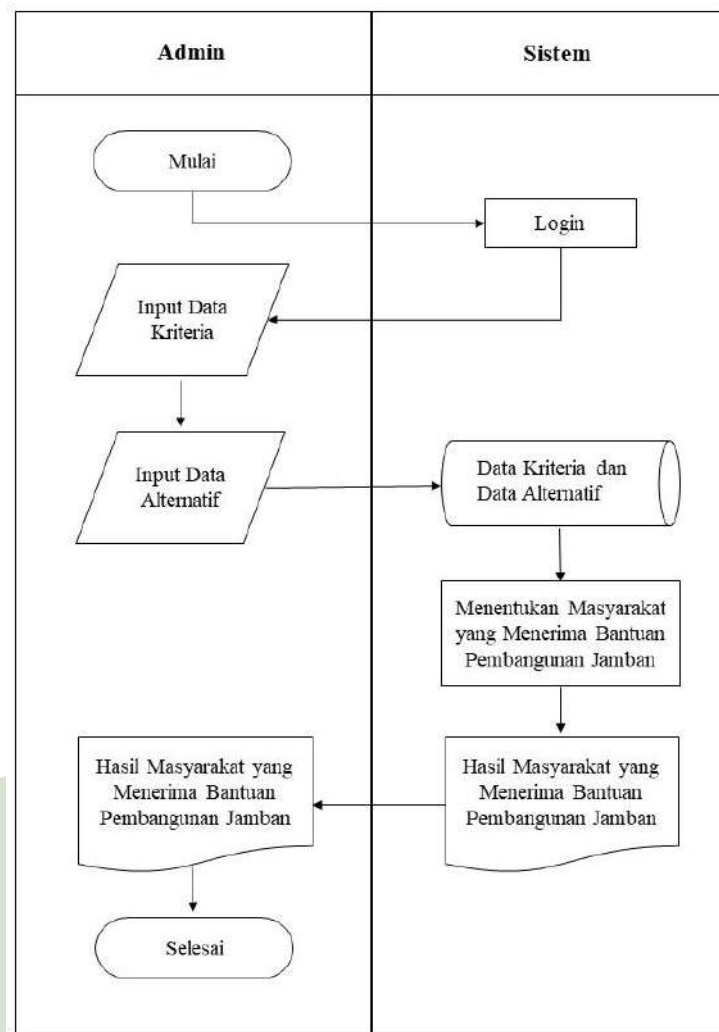 Admin
Sistem
Mulai
Login
Input Data
Kriteria
Input Data
Alternatif
Data Kriteria dan
Data Alternatif
Menentukan Masyarakat
yang Menerima Bantuan
Pembangunan Jamban
Hasil Masyarakat yang
Menerima Bantuan
Pembangunan Jamban
Hasil Masyarakat yang
Menerima Bantuan
Pembangunan Jamban
Selesai